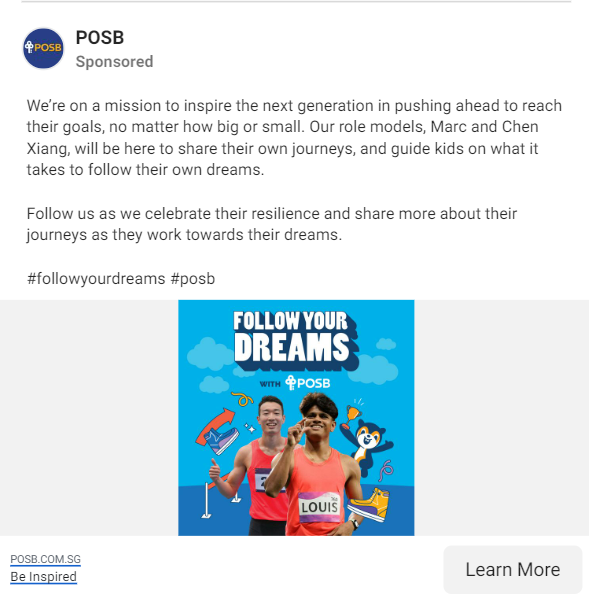 POSB
POSB
Sponsored
We’re on a mission to inspire the next generation in pushing ahead to reach
their goals, no matter how big or small. Our role models, Marc and Chen
Xiang, will be here to share their own journeys, and guide kids on what it
takes to follow their own dreams.
Follow us as we celebrate their resilience and share more about their
journeys as they work towards their dreams.
#followyourdreams #posb
FOLLOW YOUR
DREAMS
WITH POSB
LOUIS
POSB.COM.SG
Be Inspired
Learn More